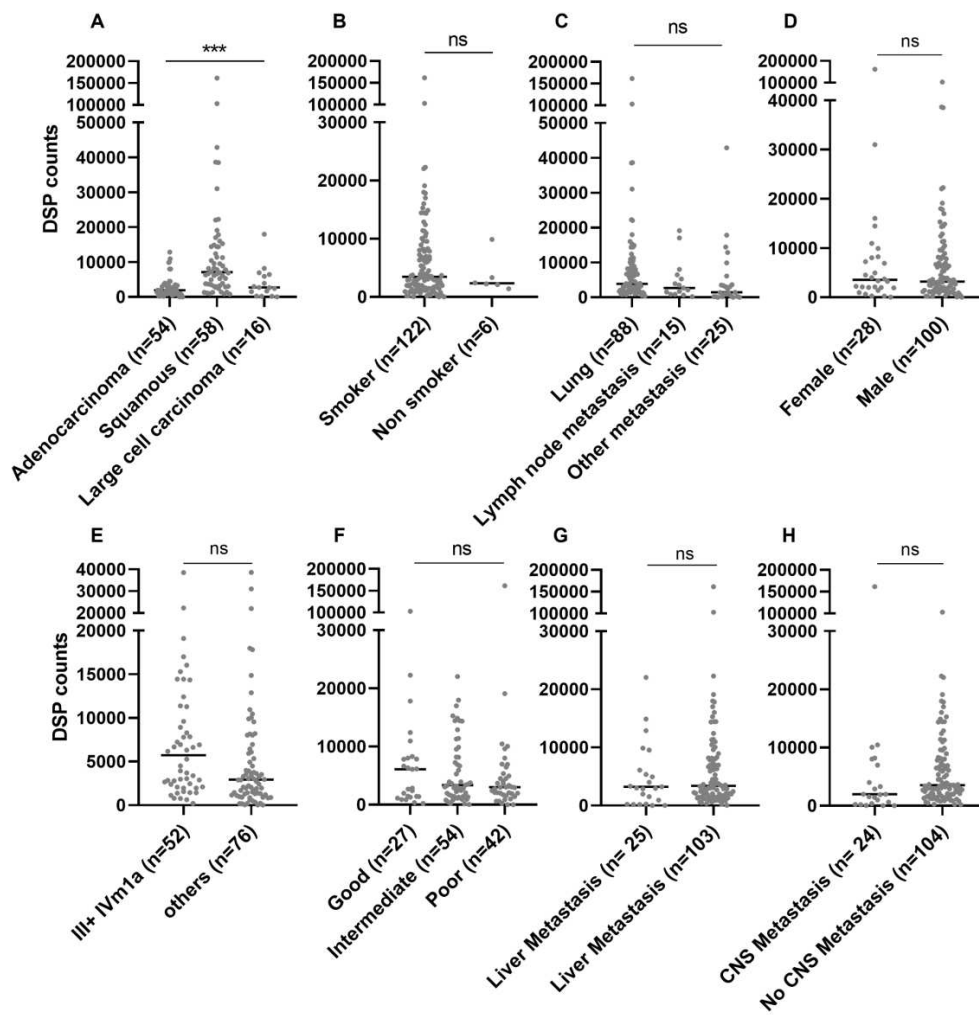 A
B
C
D
***
ns
ns
ns
DSP counts
200000
150000
100000
50000
40000
30000
20000
10000
0
Adenocarcinoma (n=54)
Squamous (n=58)
Large cell carcinoma (n=16)
200000
150000
100000
30000
20000
10000
0
Smoker (n=122)
Non smoker (n=6)
200000
150000
100000
50000
40000
30000
20000
10000
0
Lung (n=88)
Lymph node metastasis (n=15)
Other metastasis (n=25)
200000
150000
100000
40000
30000
20000
10000
0
Female (n=28)
Male (n=100)
E
F
G
H
ns
ns
ns
ns
DSP counts
40000
30000
20000
20000
15000
10000
5000
0
III+ IVm1a (n=52)
others (n=76)
200000
150000
100000
30000
20000
10000
0
Good (n=27)
Intermediate (n=54)
Poor (n=42)
200000
150000
100000
30000
20000
10000
0
Liver Metastasis (n= 25)
Liver Metastasis (n=103)
200000
150000
100000
30000
20000
10000
0
CNS Metastasis (n= 24)
No CNS Metastasis (n=104)